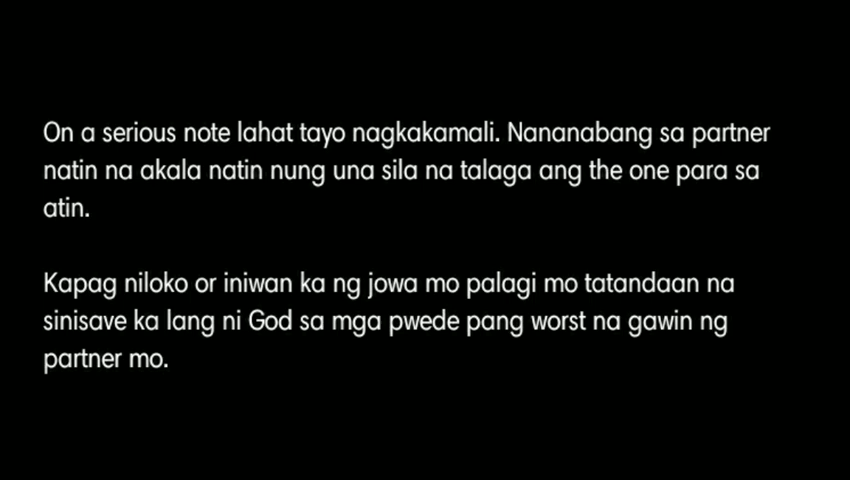 On a serious note lahat tayo nagkakamali. Nananabang sa partner
natin na akala natin nung una sila na talaga ang the one para sa
atin.
Kapag niloko or iniwan ka ng jowa mo palagi mo tatandaan na
sinisave ka lang ni God sa mga pwede pang worst na gawin ng
partner mo.